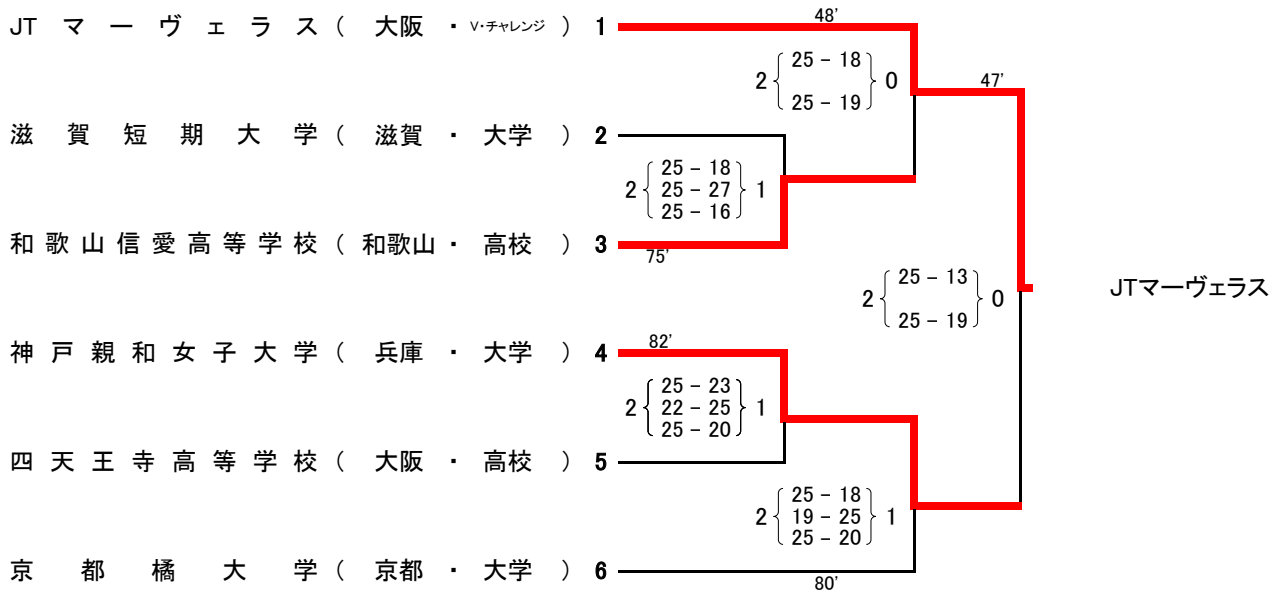 JTマーヴェラス(大阪・V・チャレンジ) 1
48'
2 25－18 0
25－19
47'
滋賀短期大学(滋賀・大学) 2
2 25－18 1
25－27
25－16
和歌山信愛高等学校(和歌山・高校) 3
75'
2 25－13 0
25－19
JTマーヴェラス
神戸親和女子大学(兵庫・大学) 4
82'
2 25－23 1
22－25
25－20
四天王寺高等学校(大阪・高校) 5
2 25－18 1
19－25
25－20
京都橘大学(京都・大学) 6
80'